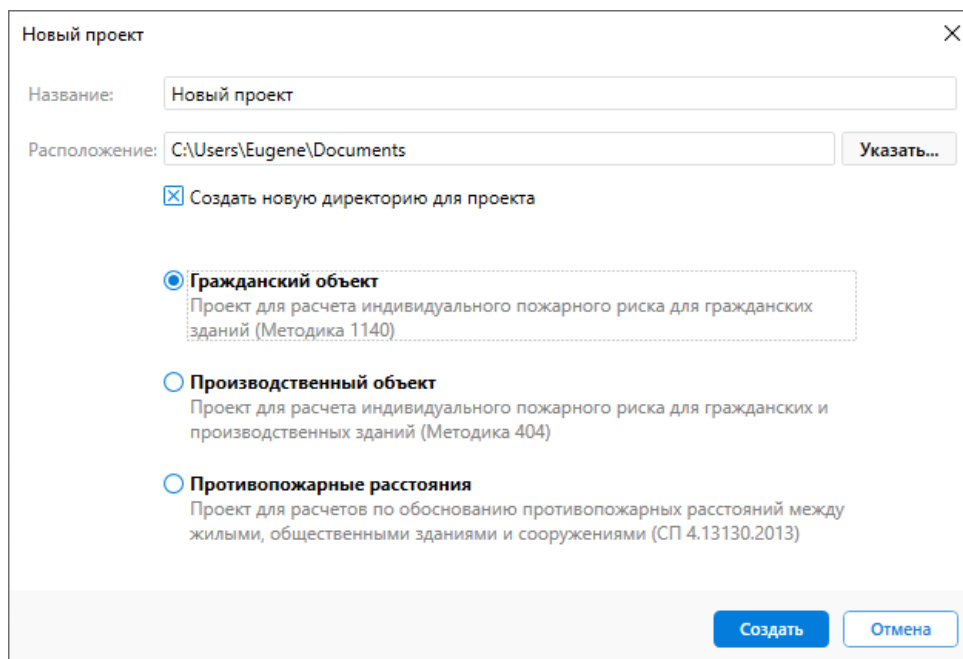 Новый проект
Название: Новый проект
Расположение: C:\Users\Eugene\Documents Указать...
Создать новую директорию для проекта
Гражданский объект
Проект для расчета индивидуального пожарного риска для гражданских
зданий (Методика 1140)
Производственный объект
Проект для расчета индивидуального пожарного риска для гражданских и
производственных зданий (Методика 404)
Противопожарные расстояния
Проект для расчетов по обоснованию противопожарных расстояний между
жилыми, общественными зданиями и сооружениями (СП 4.13130.2013)
Создать Отмена